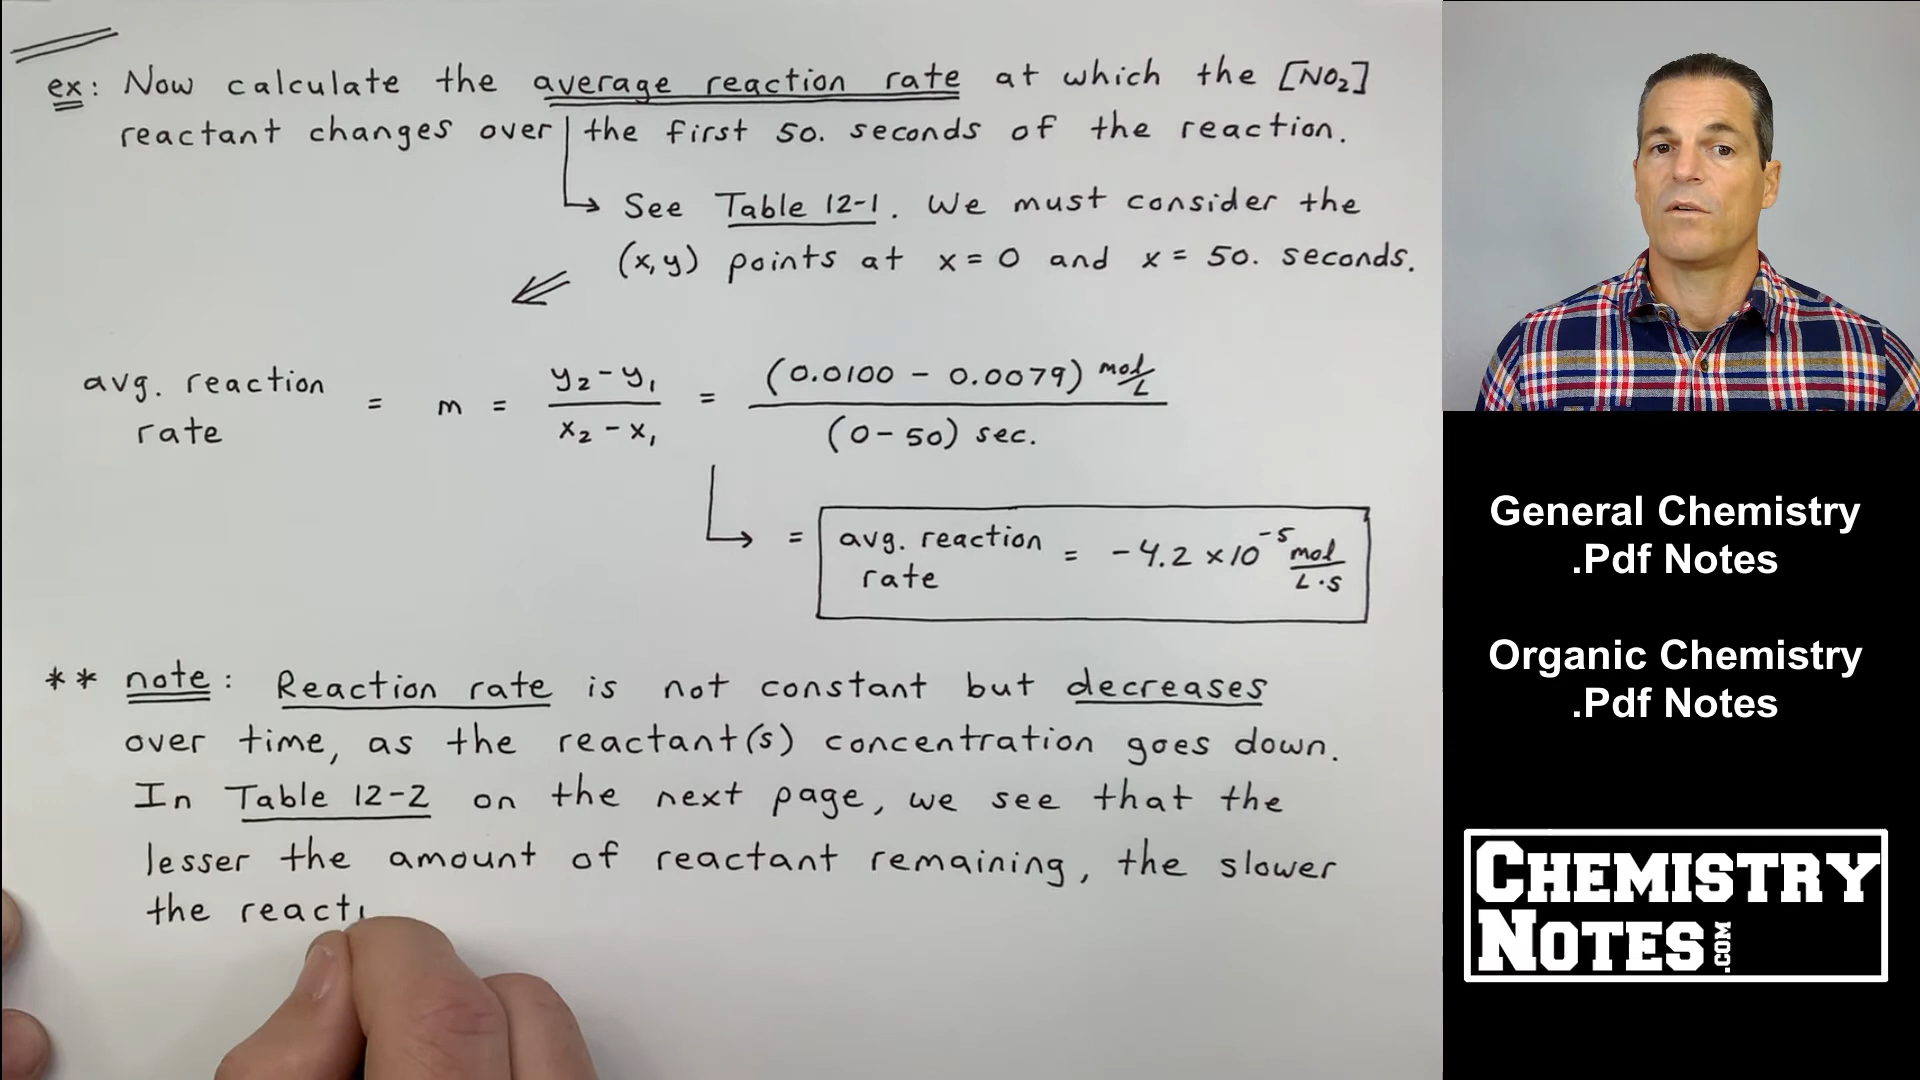 ex: Now calculate the average reaction rate at which the [NO₂]
reactant changes over the first 50. seconds of the reaction.
See Table 12-1. We must consider the
(x,y) points at x = 0 and x = 50. seconds.
avg. reaction rate = m = (y₂ - y₁)/(x₂ - x₁) = (0.0100 - 0.0079) mol/L / (0 - 50) sec.
= avg. reaction rate = -4.2 x 10⁻⁵ mol/L·s
** note: Reaction rate is not constant but decreases
over time, as the reactant(s) concentration goes down.
In Table 12-2 on the next page, we see that the
lesser the amount of reactant remaining, the slower
the react
General Chemistry
.Pdf Notes
Organic Chemistry
.Pdf Notes
CHEMISTRY
NOTES.COM